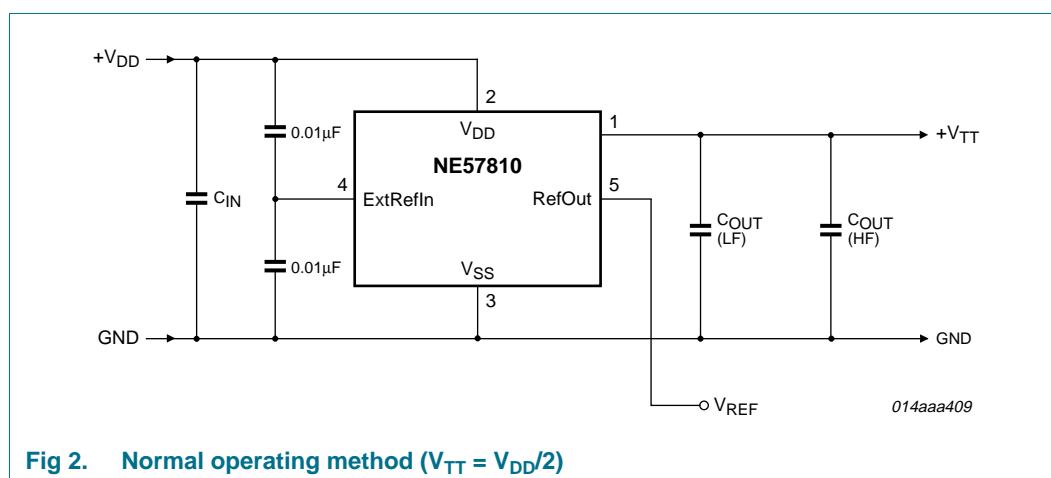 +VDD
2
VDD
NE57810
0.01µF
4
ExtRefIn
CIN
0.01µF
VSS
3
RefOut
1
5
+VTT
COUT
(LF)
COUT
(HF)
GND
GND
VREF
014aaa409
Fig 2. Normal operating method (VTT = VDD/2)